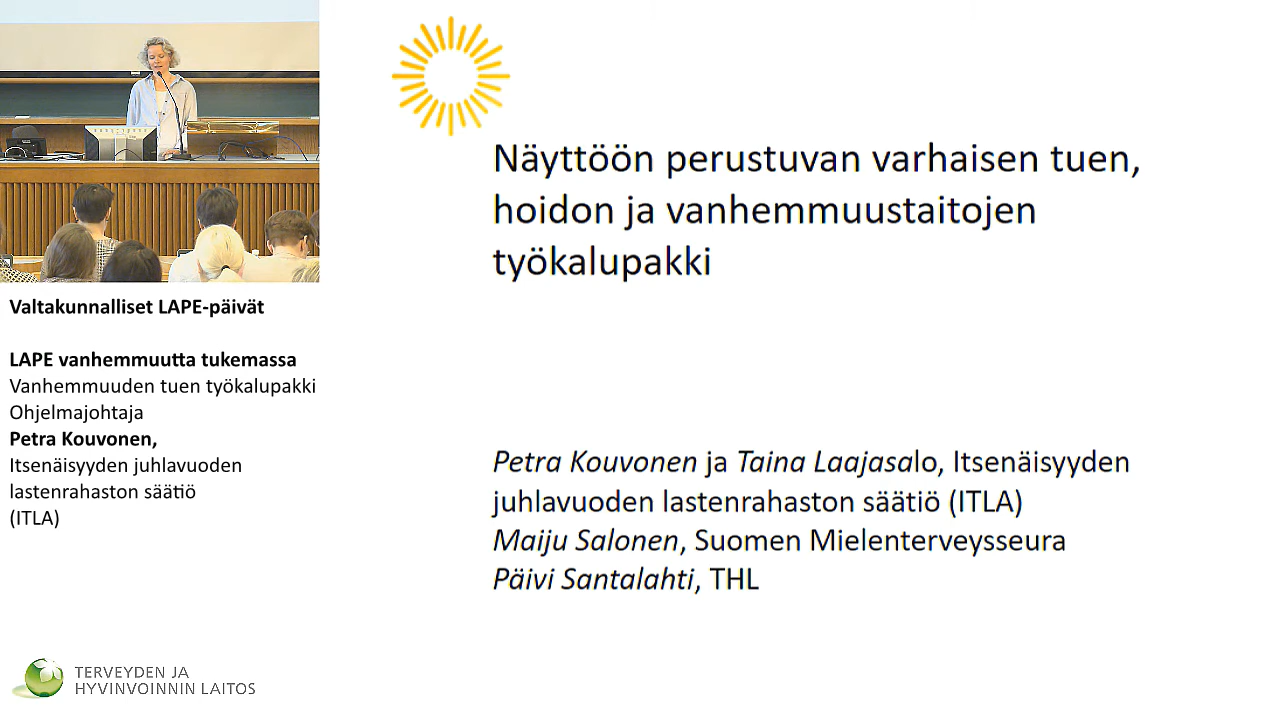 Näyttöön perustuvan varhaisen tuen,
hoidon ja vanhemmuustaitojen
työkalupakki
Petra Kouvonen ja Taina Laajasalo, Itsenäisyyden
juhlavuoden lastenrahaston säätiö (ITLA)
Maiju Salonen, Suomen Mielenterveysseura
Päivi Santalahti, THL
Valtakunnalliset LAPE-päivät
LAPE vanhemmuutta tukemassa
Vanhemmuuden tuen työkalupakki
Ohjelmajohtaja
Petra Kouvonen,
Itsenäisyyden juhlavuoden
lastenrahaston säätiö
(ITLA)
TERVEYDEN JA
HYVINVOINNIN LAITOS